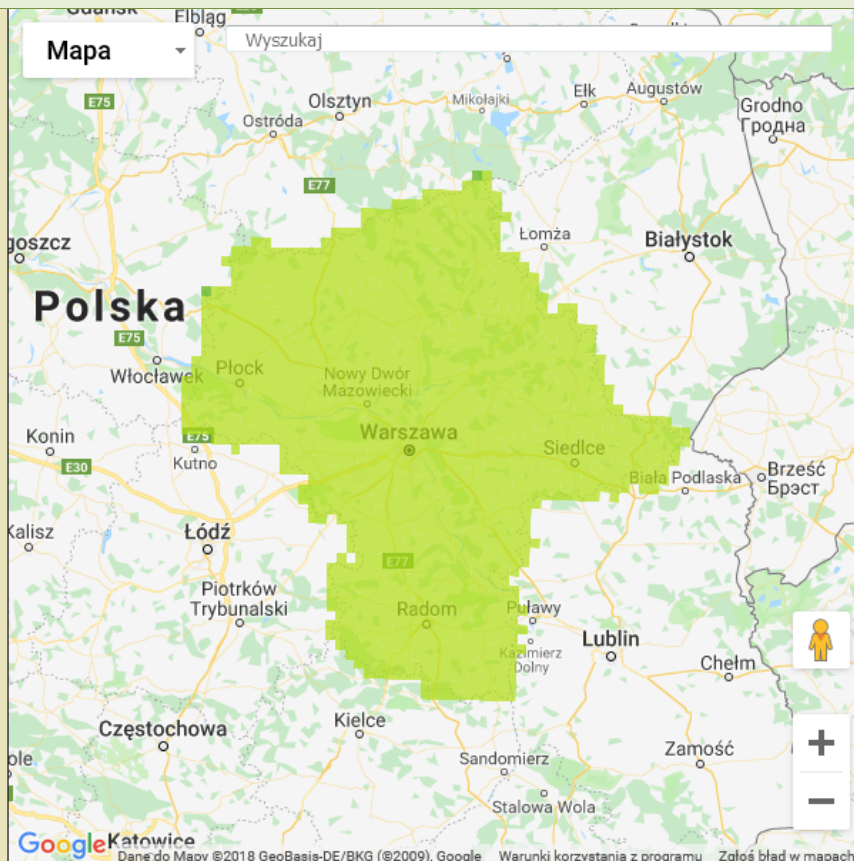 Gdańsk
Elbląg
Mapa
Wyszukaj
E75
Olsztyn
Ostróda
Mikołajki
Ełk
Augustów
Grodno
Гродна
E77
Łomża
Białystok
goszcz
Polska
E75
Włocławek
Płock
Nowy Dwór
Mazowiecki
Konin
E75
Warszawa
Siedlce
E30
Kutno
Biała Podlaska
Brześć
Брэст
Kalisz
Łódź
E77
Piotrków
Trybunalski
Radom
Puławy
Lublin
Kazimierz
Dolny
Chełm
Kielce
Częstochowa
Zamość
ole
Sandomierz
Stalowa Wola
Google
Katowice
Dane do Mapy ©2018 GeoBasis-DE/BKG (©2009), Google Warunki korzystania z programu Zgłoś błąd w mapach